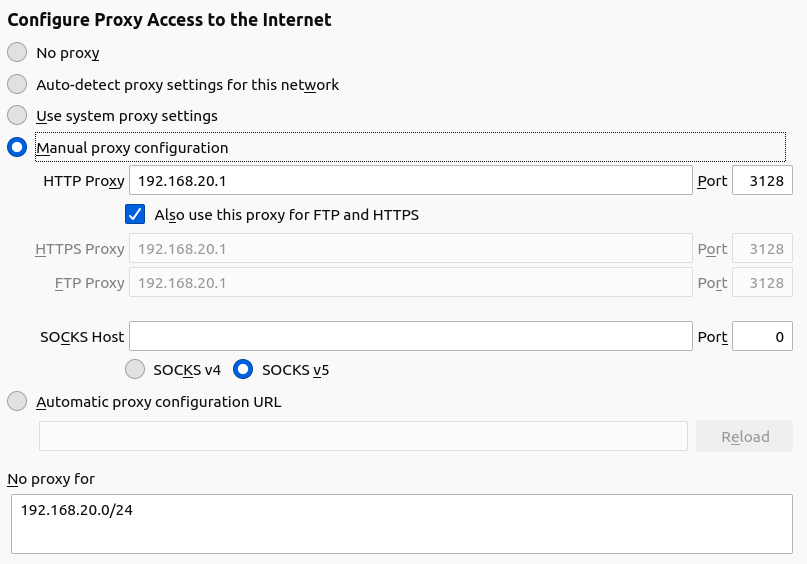 Configure Proxy Access to the Internet
No proxy
Auto-detect proxy settings for this network
Use system proxy settings
Manual proxy configuration
HTTP Proxy 192.168.20.1 Port 3128
Also use this proxy for FTP and HTTPS
HTTPS Proxy 192.168.20.1 Port 3128
FTP Proxy 192.168.20.1 Port 3128
SOCKS Host Port 0
SOCKS v4 SOCKS v5
Automatic proxy configuration URL
Reload
No proxy for
192.168.20.0/24